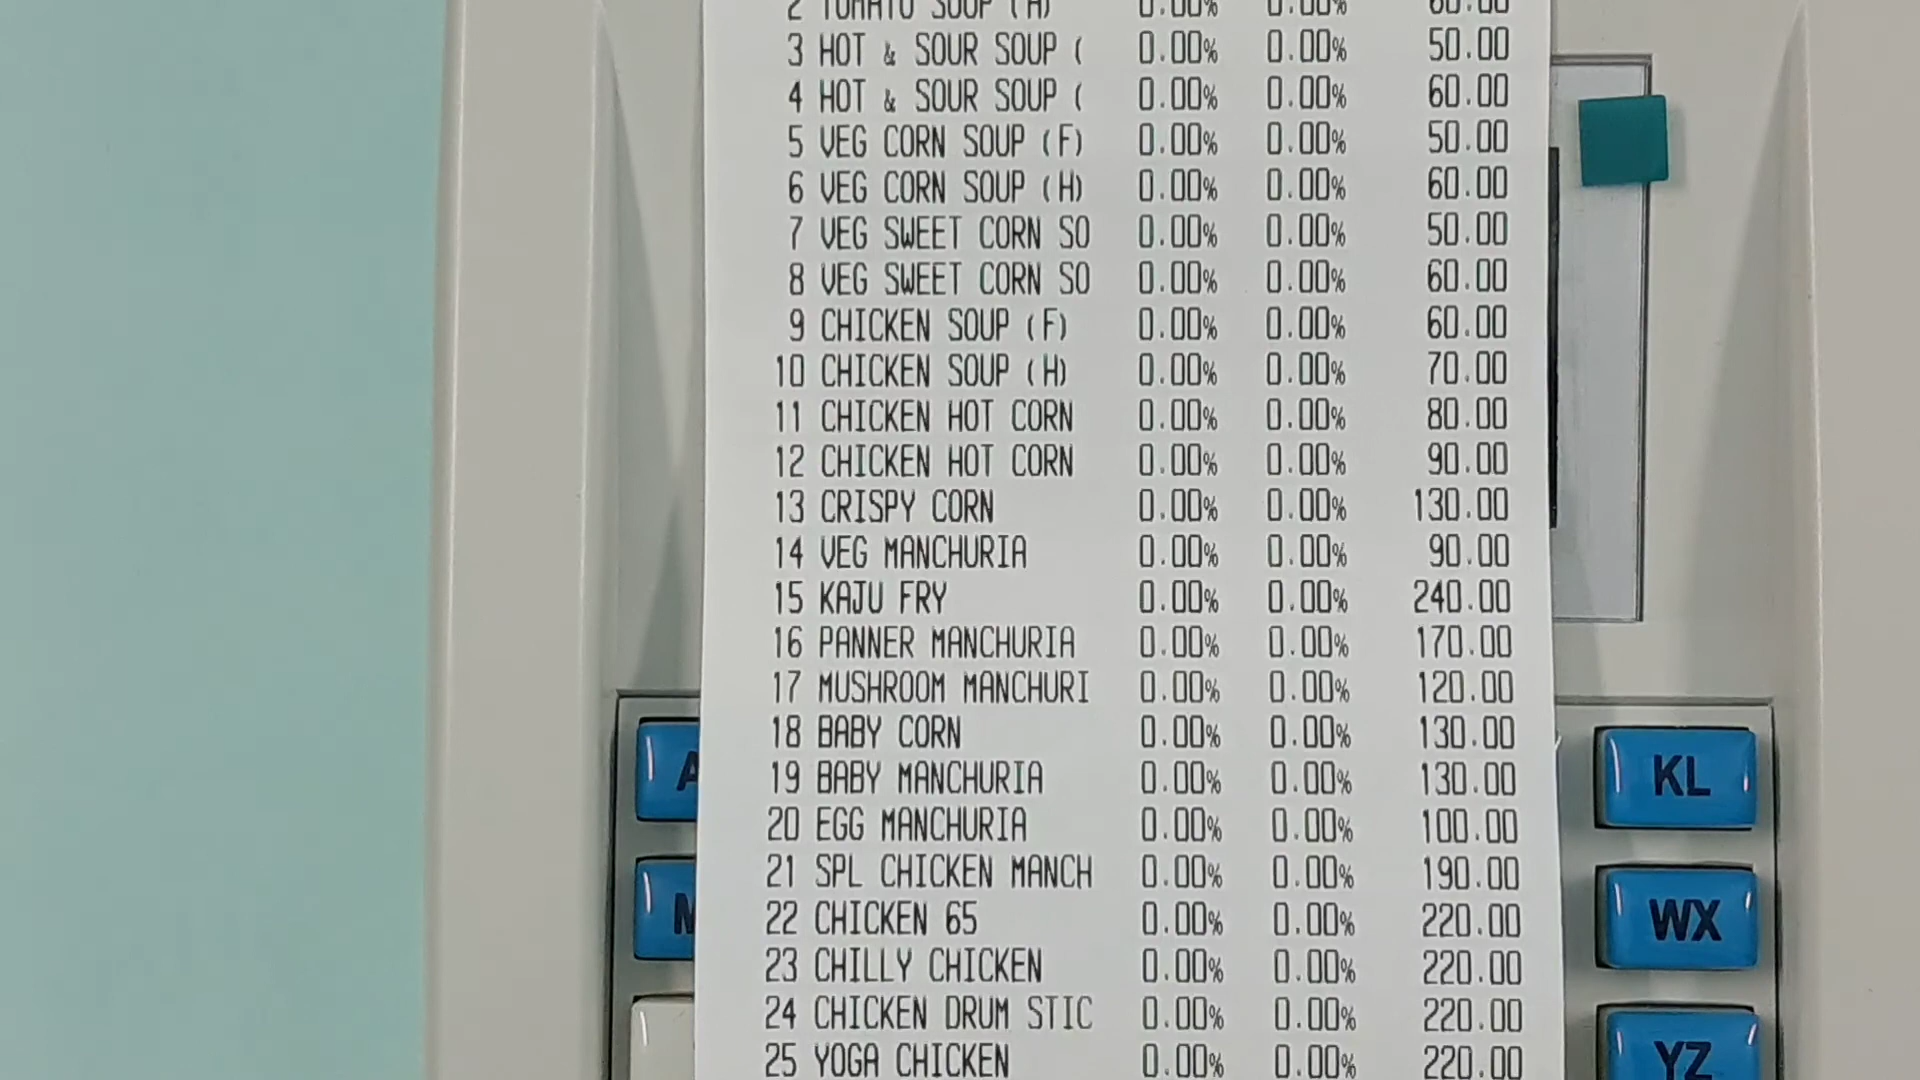 2 TOMATO SOUP (H) 0.00% 0.00% 60.00
3 HOT & SOUR SOUP ( 0.00% 0.00% 50.00
4 HOT & SOUR SOUP ( 0.00% 0.00% 60.00
5 VEG CORN SOUP (F) 0.00% 0.00% 50.00
6 VEG CORN SOUP (H) 0.00% 0.00% 60.00
7 VEG SWEET CORN SO 0.00% 0.00% 50.00
8 VEG SWEET CORN SO 0.00% 0.00% 60.00
9 CHICKEN SOUP (F) 0.00% 0.00% 60.00
10 CHICKEN SOUP (H) 0.00% 0.00% 70.00
11 CHICKEN HOT CORN 0.00% 0.00% 80.00
12 CHICKEN HOT CORN 0.00% 0.00% 90.00
13 CRISPY CORN 0.00% 0.00% 130.00
14 VEG MANCHURIA 0.00% 0.00% 90.00
15 KAJU FRY 0.00% 0.00% 240.00
16 PANNER MANCHURIA 0.00% 0.00% 170.00
17 MUSHROOM MANCHURI 0.00% 0.00% 120.00
18 BABY CORN 0.00% 0.00% 130.00
19 BABY MANCHURIA 0.00% 0.00% 130.00
20 EGG MANCHURIA 0.00% 0.00% 100.00
21 SPL CHICKEN MANCH 0.00% 0.00% 190.00
22 CHICKEN 65 0.00% 0.00% 220.00
23 CHILLY CHICKEN 0.00% 0.00% 220.00
24 CHICKEN DRUM STIC 0.00% 0.00% 220.00
25 YOGA CHICKEN 0.00% 0.00% 220.00
KL
WX
YZ